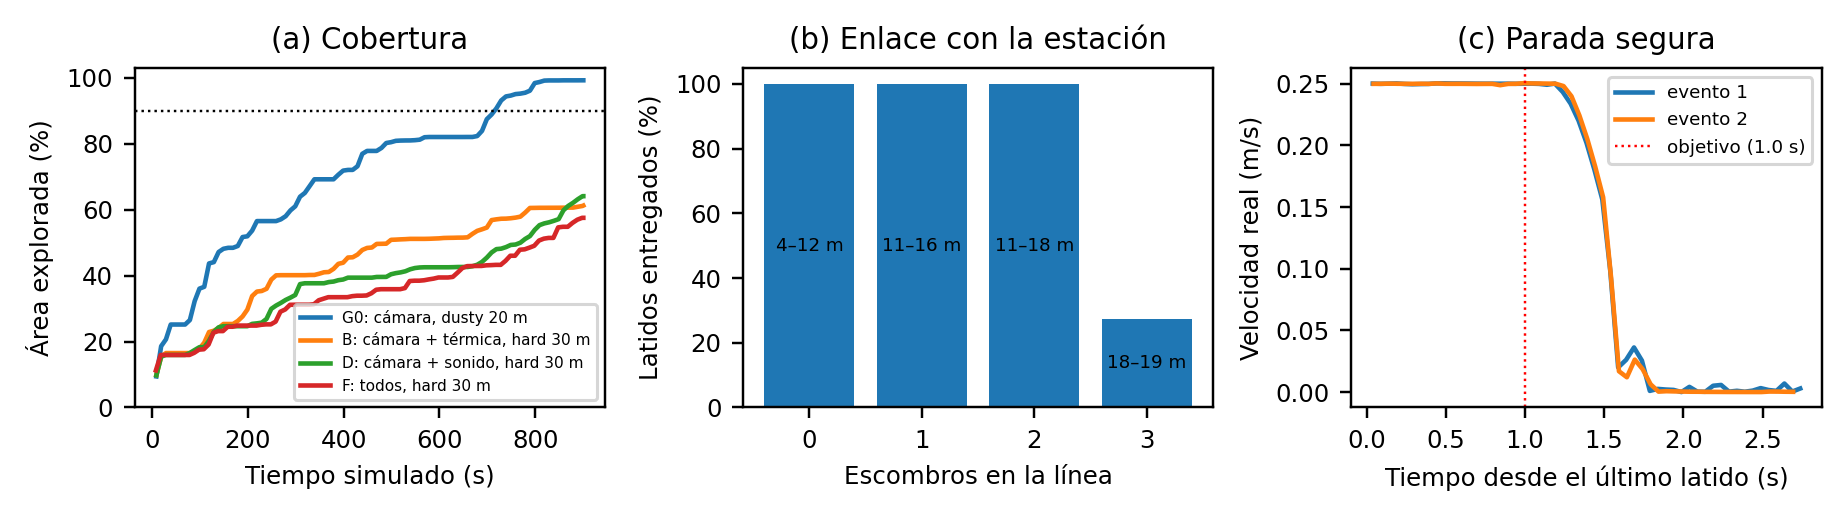 (a) Cobertura
Área explorada (%)
100
80
60
40
20
0
G0: cámara, dusty 20 m
B: cámara + térmica, hard 30 m
D: cámara + sonido, hard 30 m
F: todos, hard 30 m
0 200 400 600 800
Tiempo simulado (s)
(b) Enlace con la estación
Latidos entregados (%)
100
80
60
40
20
0
4–12 m 11–16 m 11–18 m
18–19 m
0 1 2 3
Escombros en la línea
(c) Parada segura
Velocidad real (m/s)
0.25
0.20
0.15
0.10
0.05
0.00
evento 1
evento 2
objetivo (1.0 s)
0.0 0.5 1.0 1.5 2.0 2.5
Tiempo desde el último latido (s)